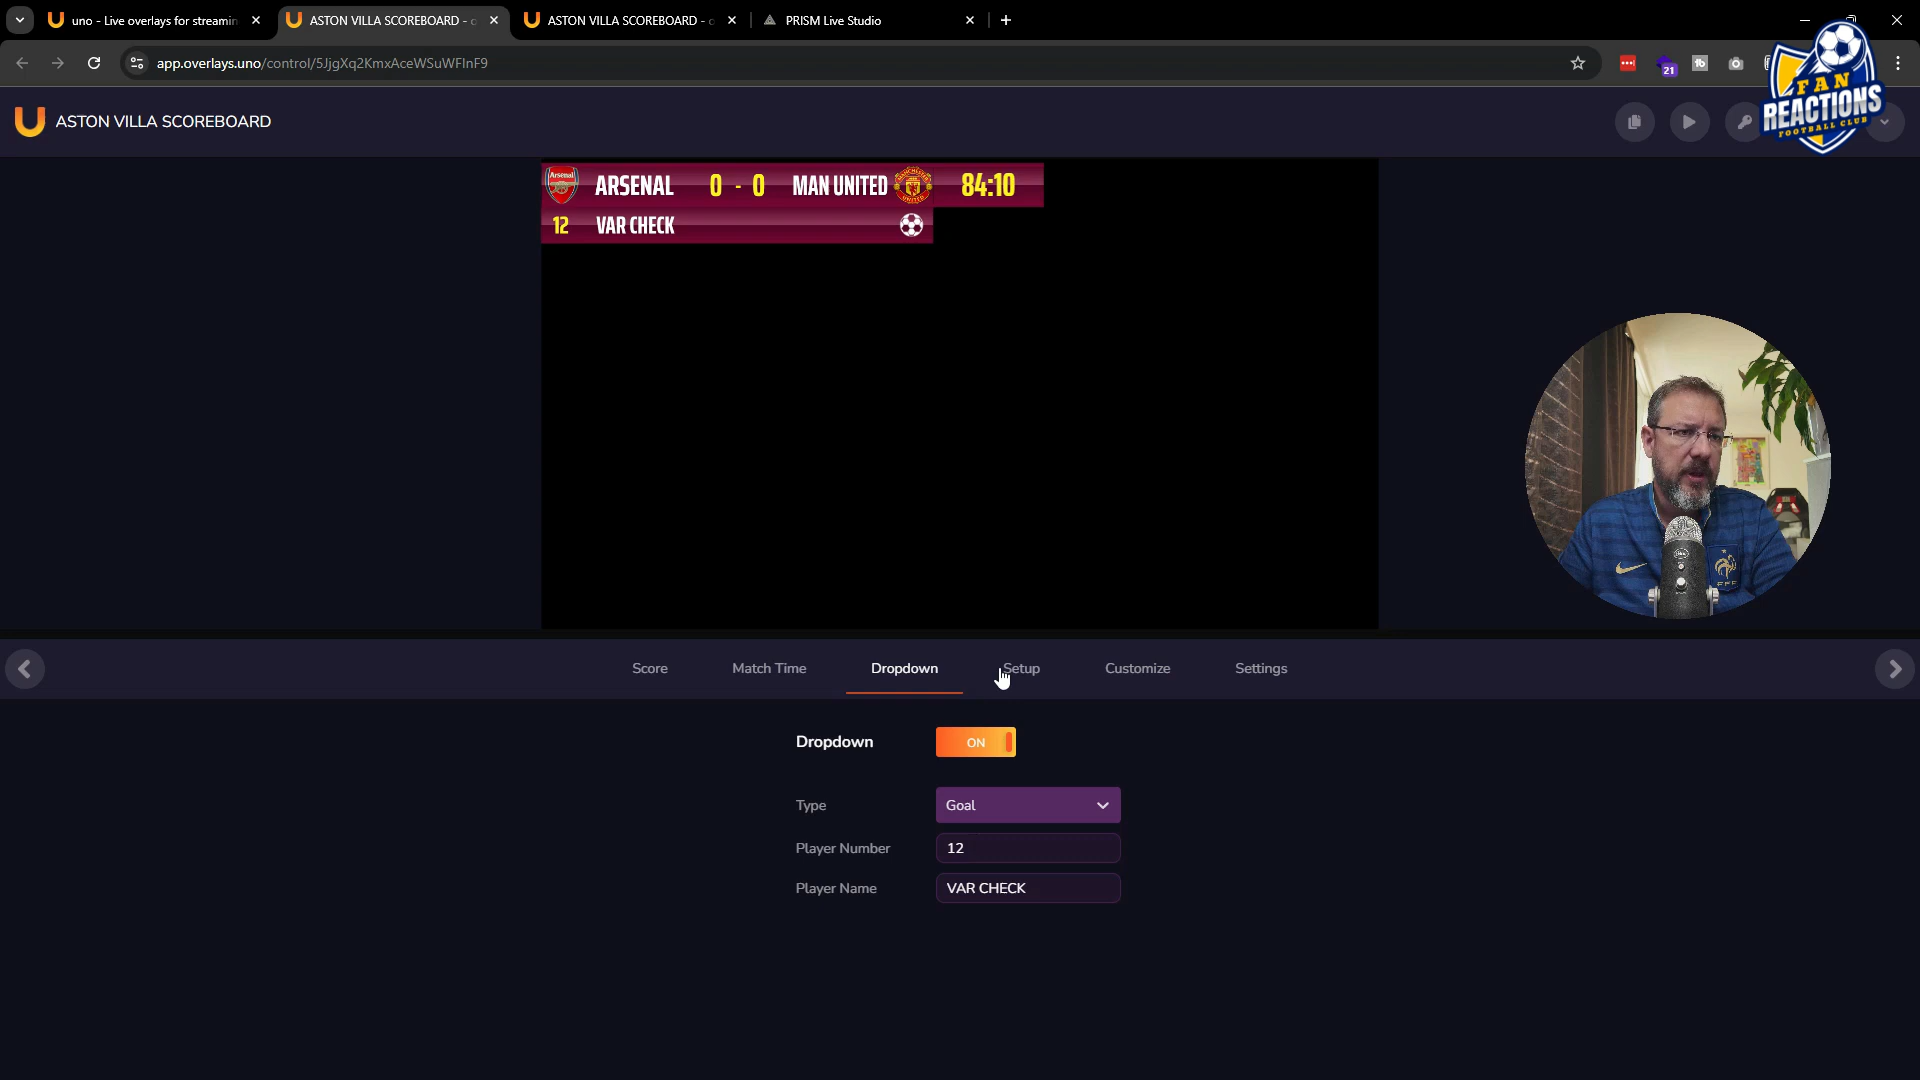 uno - Live overlays for streamin
ASTON VILLA SCOREBOARD - o
ASTON VILLA SCOREBOARD - o
PRISM Live Studio
app.overlays.uno/control/5JjgXq2KmxAceWSuWFInF9
21
FAN
REACTIONS
FOOTBALL CLUB
ASTON VILLA SCOREBOARD
Arsenal
ARSENAL 0 - 0 MAN UNITED 84:10
12 VAR CHECK
FFF
Score Match Time Dropdown Setup Customize Settings
Dropdown ON
Type Goal
Player Number 12
Player Name VAR CHECK